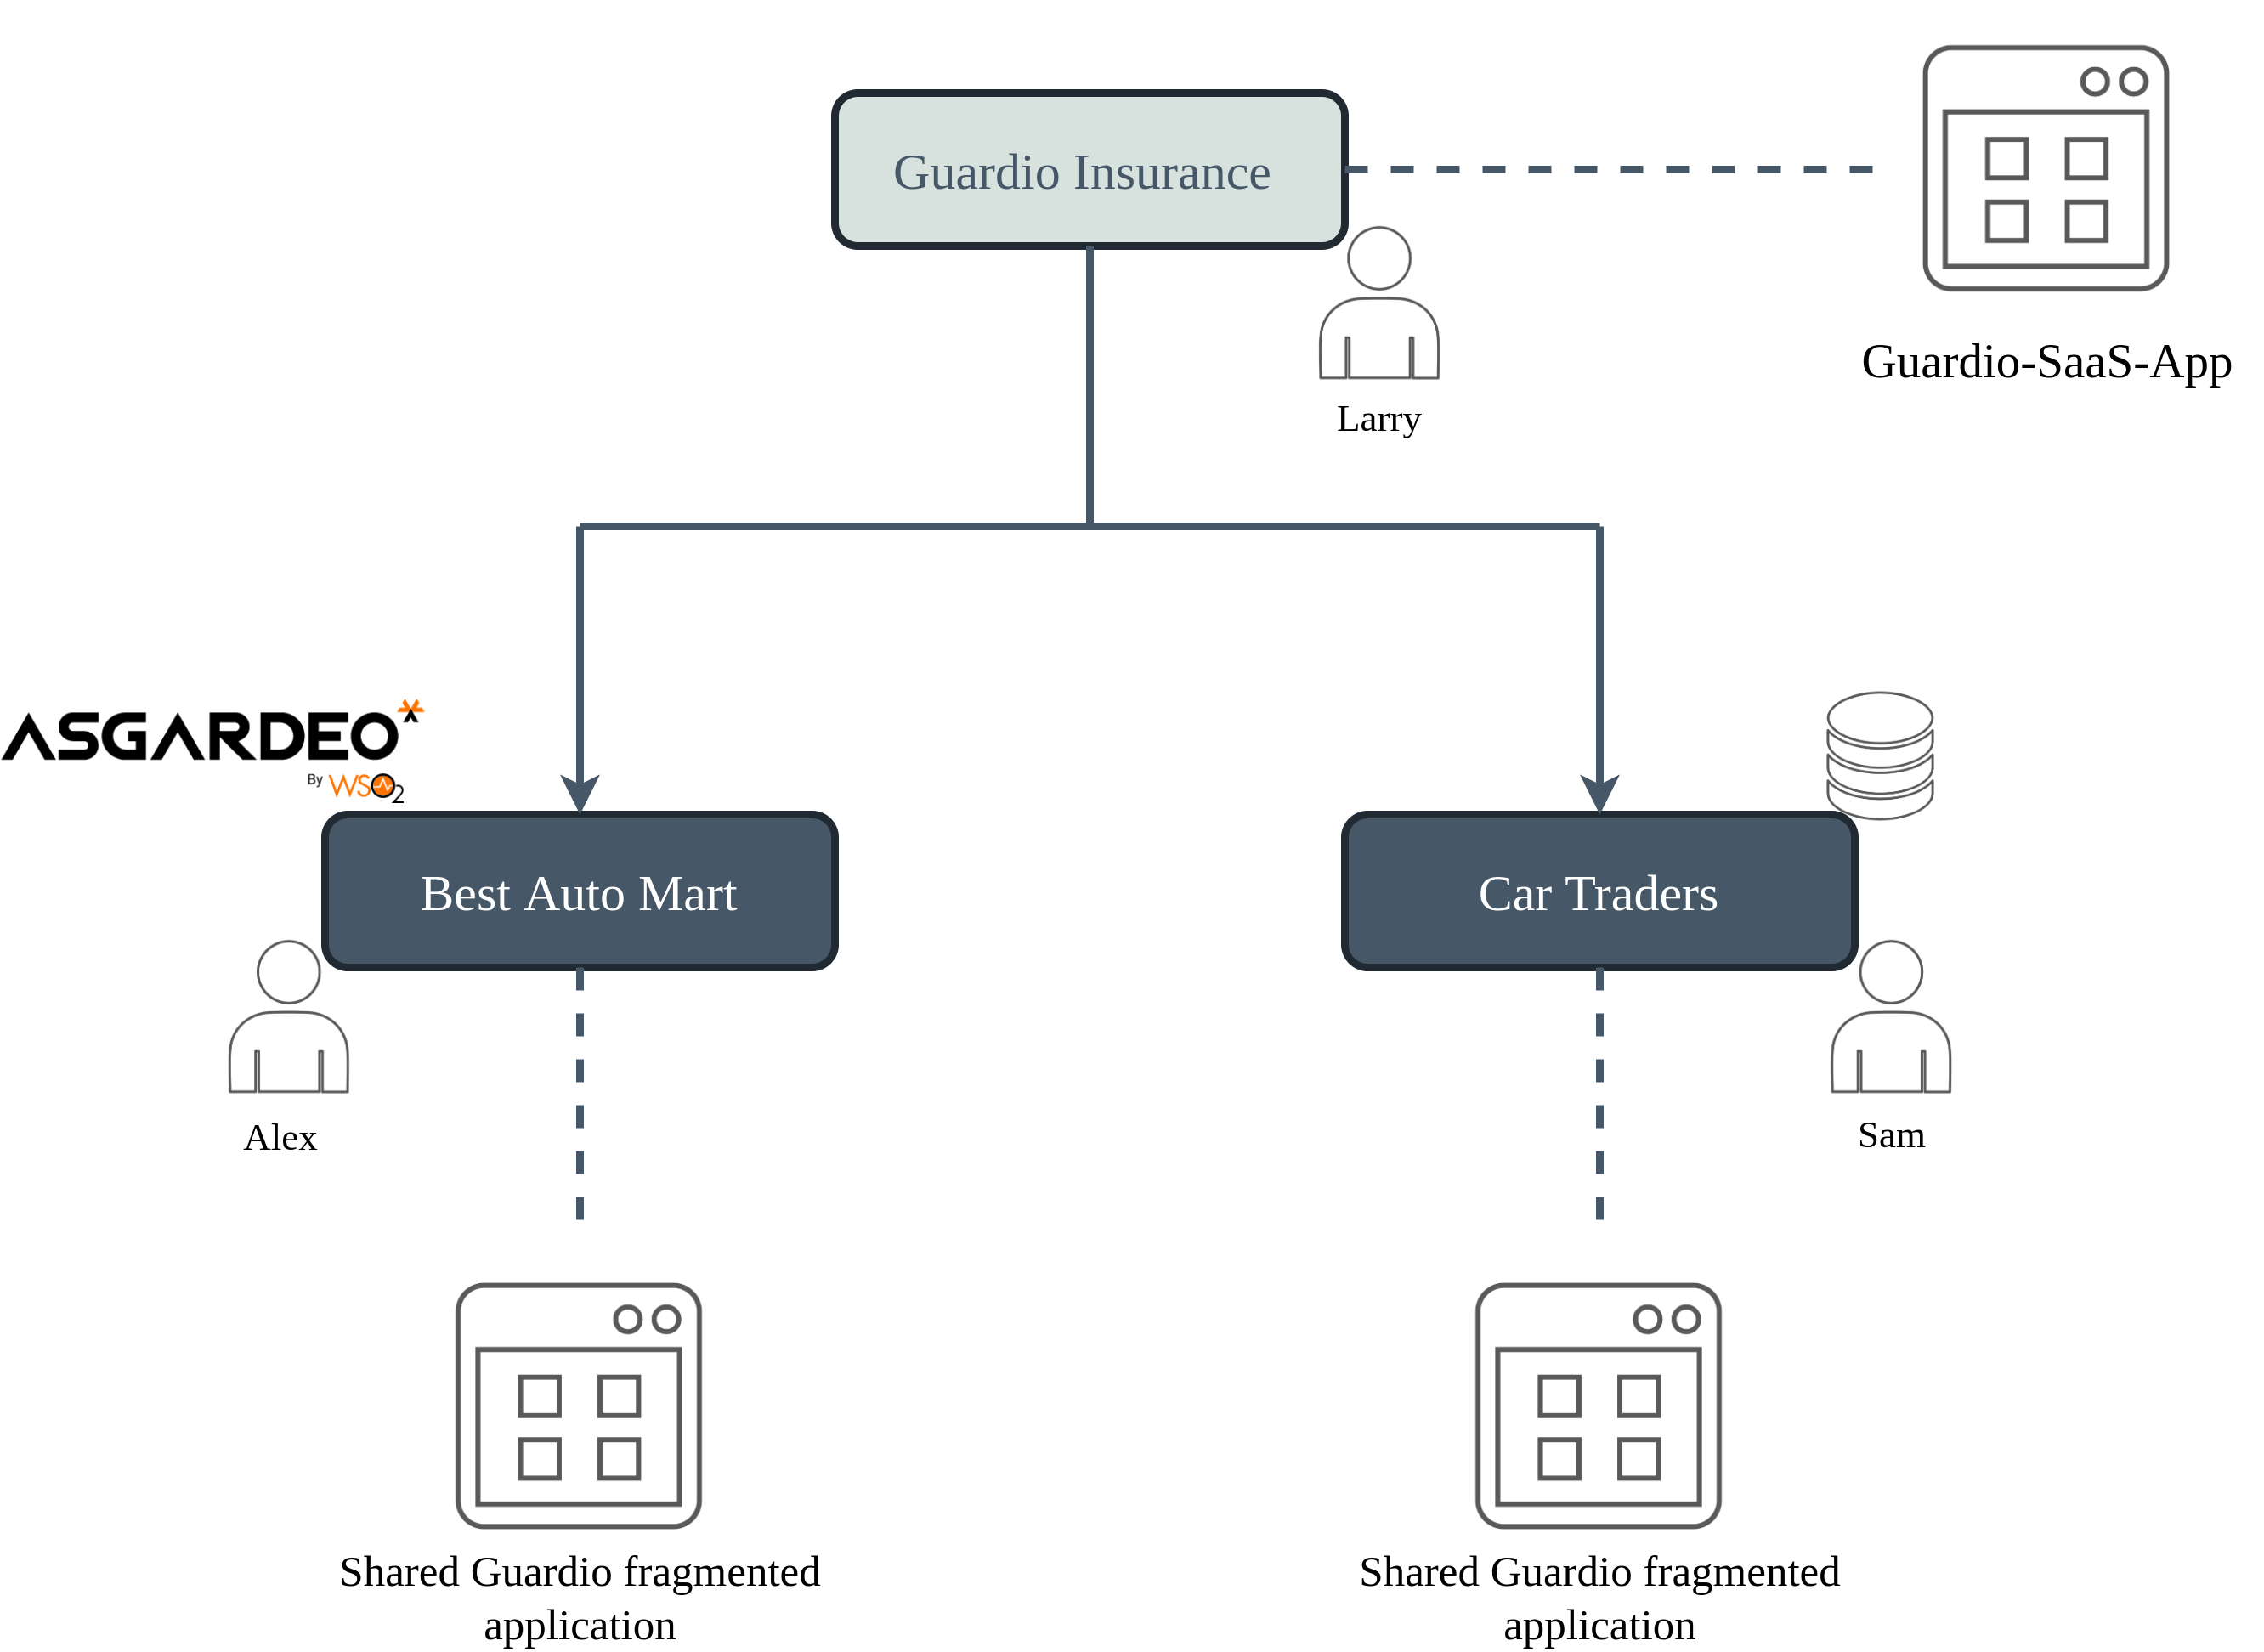 Guardio Insurance
Guardio-SaaS-App
Larry
ASGARDEO
By WSO2
Best Auto Mart
Car Traders
Alex
Sam
Shared Guardio fragmented
application
Shared Guardio fragmented
application